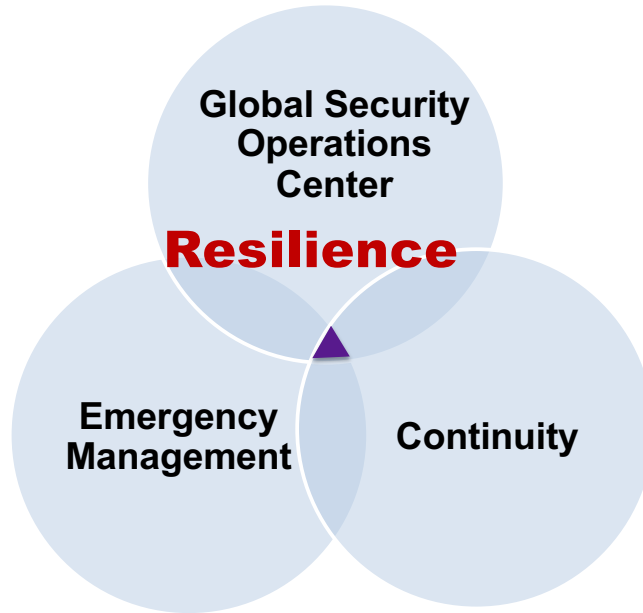 Global Security
Operations
Center
Resilience
Emergency
Management
Continuity